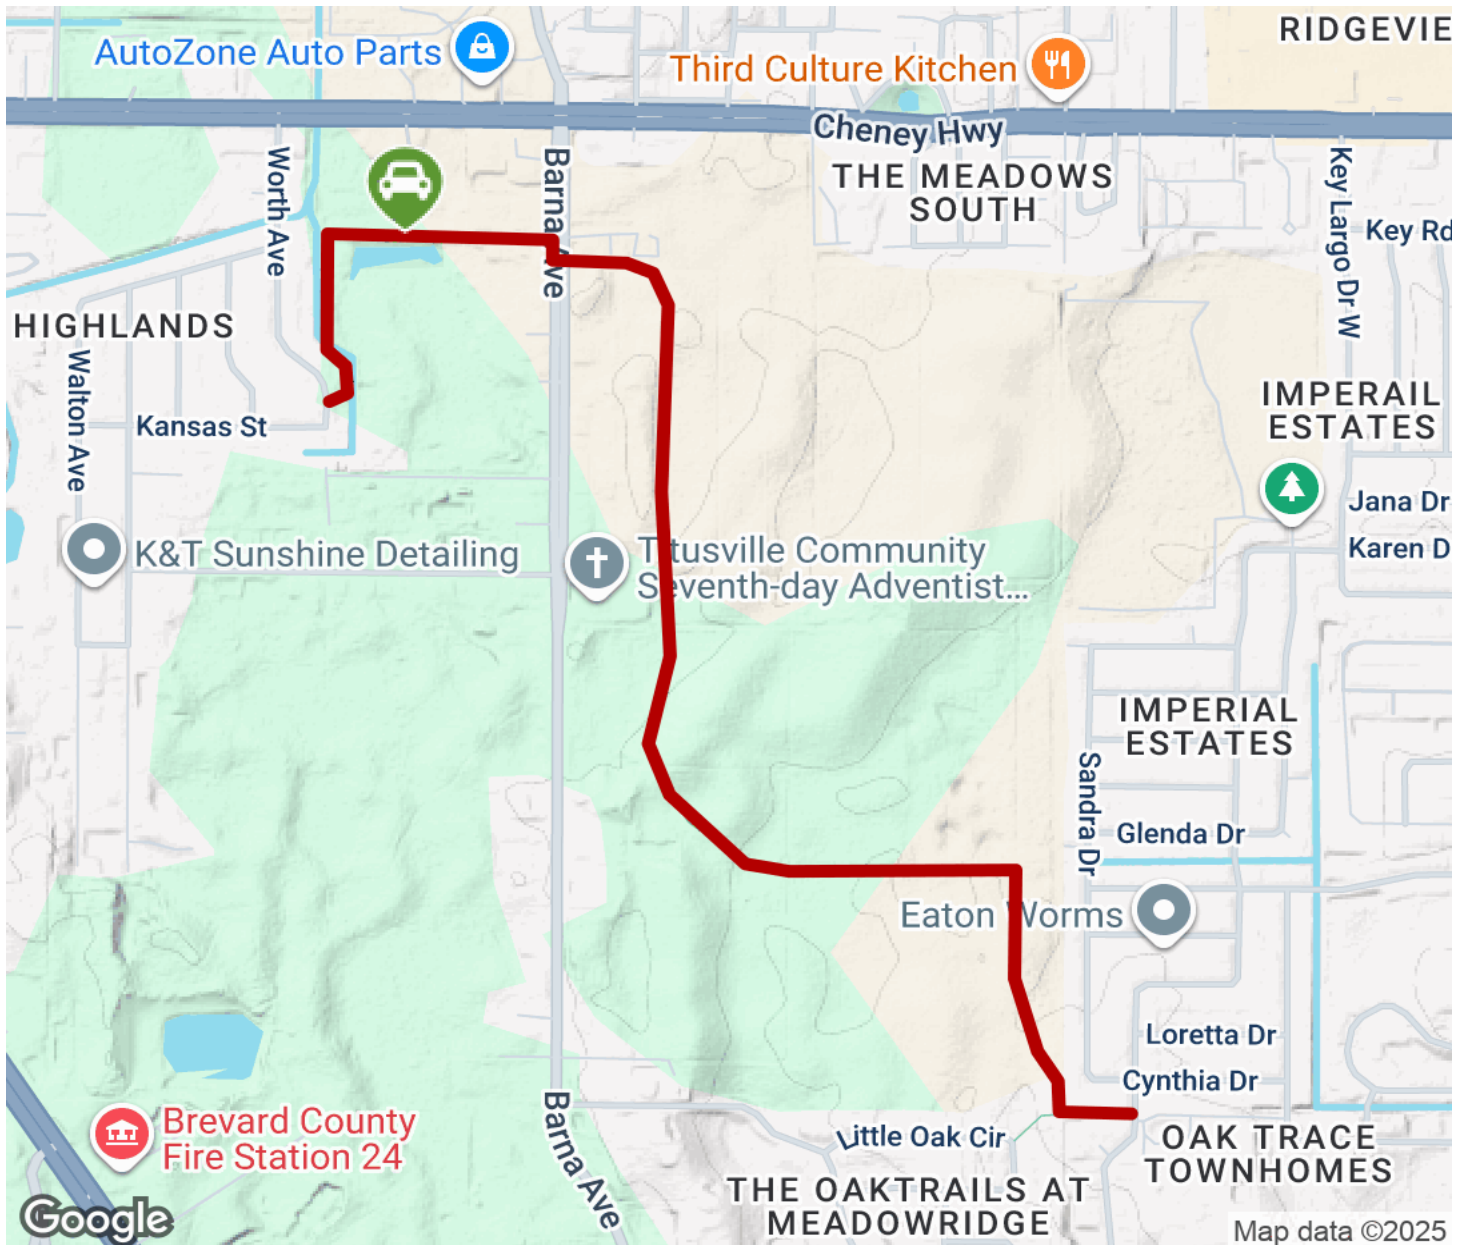 RIDGEVIE
AutoZone Auto Parts
Third Culture Kitchen
Cheney Hwy
Worth Ave
Barna Ave
THE MEADOWS
SOUTH
Key Largo Dr W
Key Rd
HIGHLANDS
Walton Ave
Kansas St
IMPERAIL
ESTATES
Jana Dr
Karen D
K&T Sunshine Detailing
Titusville Community
Seventh-day Adventist...
IMPERIAL
ESTATES
Sandra Dr
Glenda Dr
Eaton Worms
Loretta Dr
Cynthia Dr
Brevard County
Fire Station 24
Barna Ave
Little Oak Cir
OAK TRACE
TOWNHOMES
THE OAKTRAILS AT
MEADOWRIDGE
Google
Map data ©2025